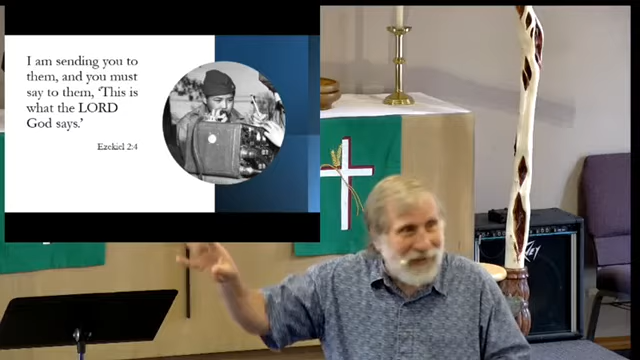 I am sending you to
them, and you must
say to them, ‘This is
what the LORD
God says.’
Ezekiel 2:4
PEAVEY